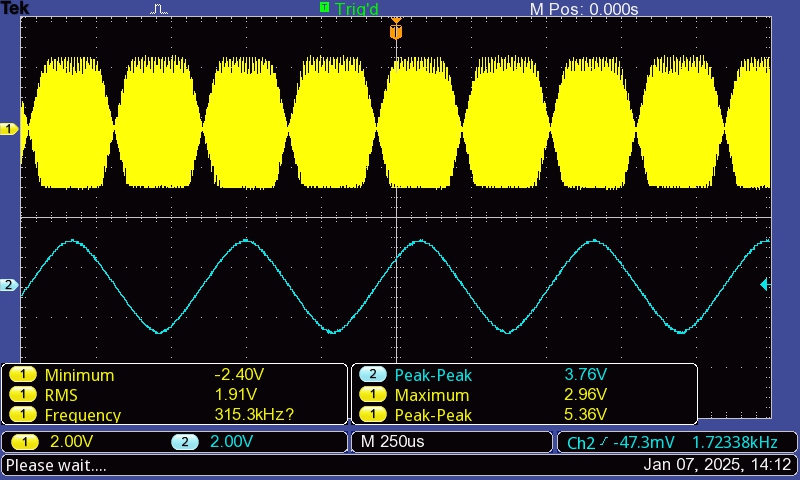 Tek Trig'd M Pos: 0.000s
T
1
2
1 Minimum -2.40V
1 RMS 1.91V
1 Frequency 315.3kHz?
2 Peak-Peak 3.76V
1 Maximum 2.96V
1 Peak-Peak 5.36V
1 2.00V 2 2.00V M 250us Ch2 -47.3mV 1.72338kHz
Please wait.... Jan 07, 2025, 14:12